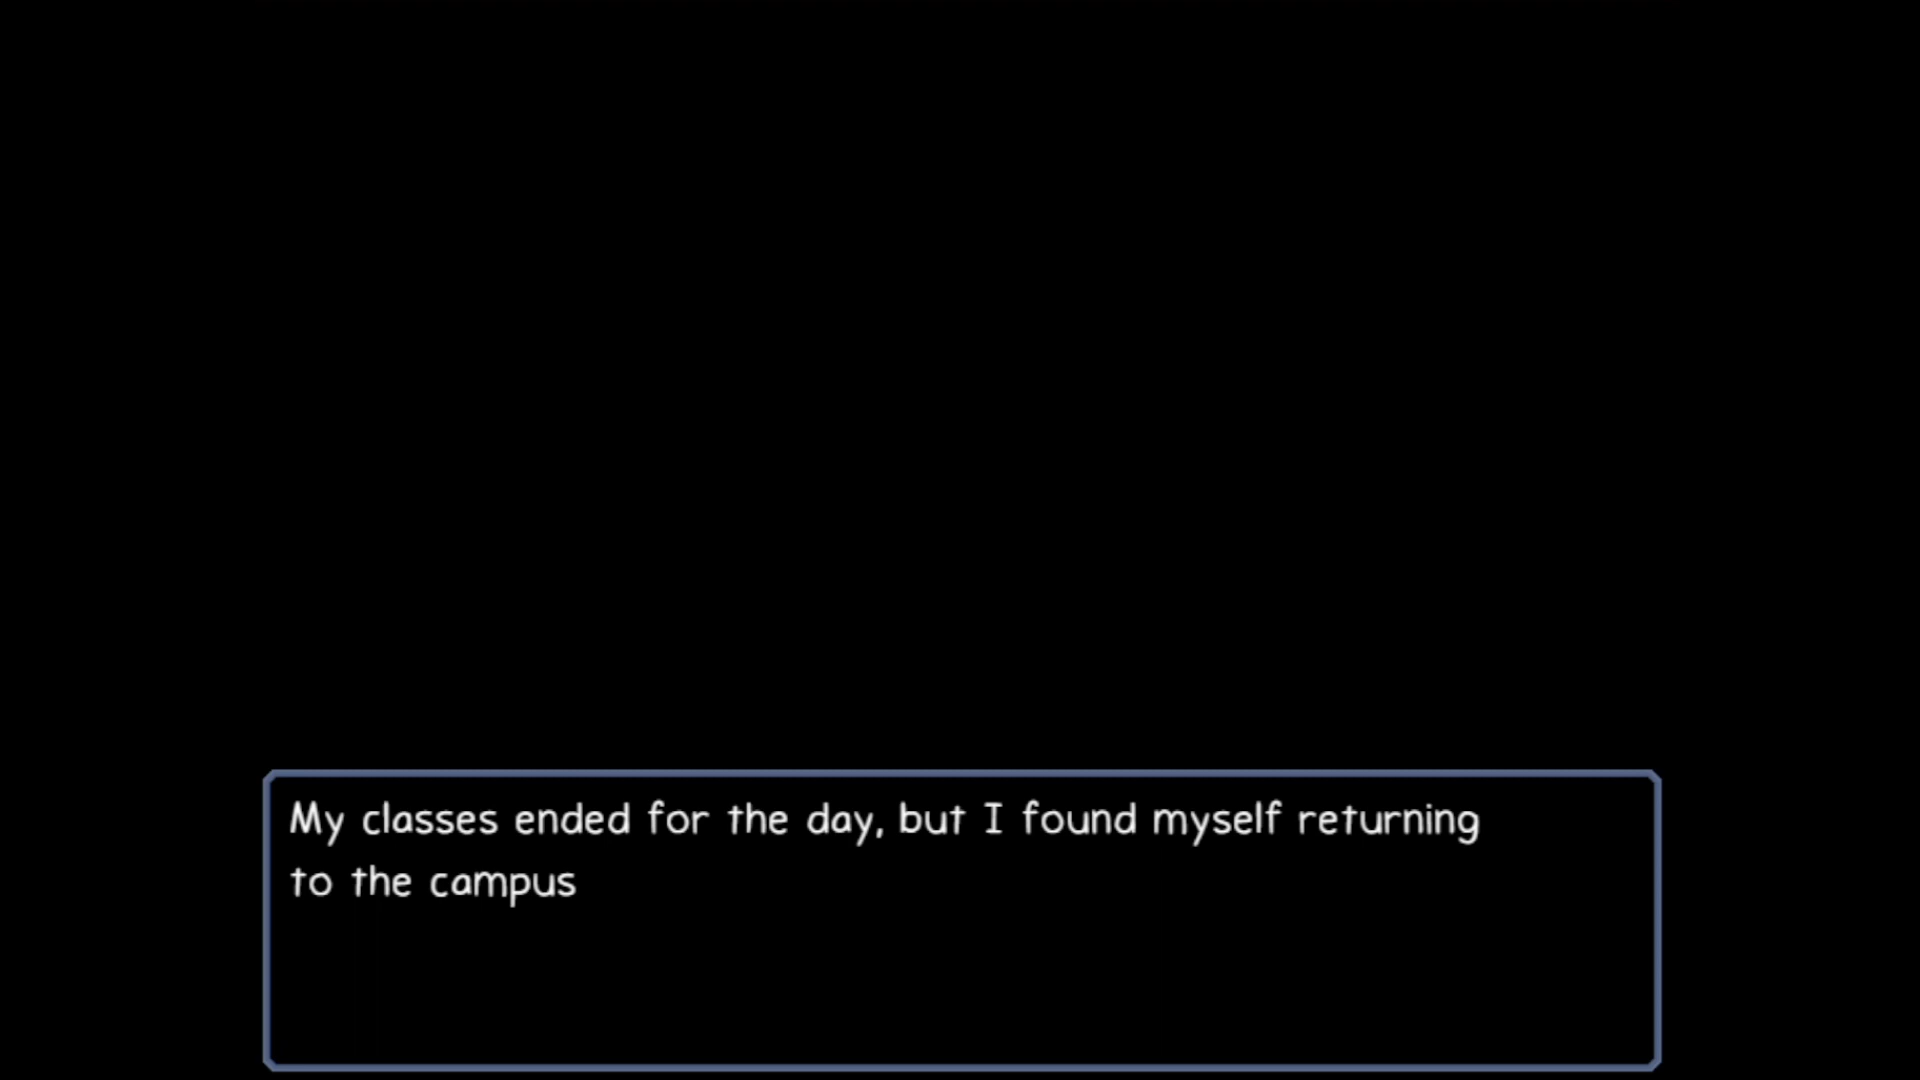 My classes ended for the day, but I found myself returning
to the campus